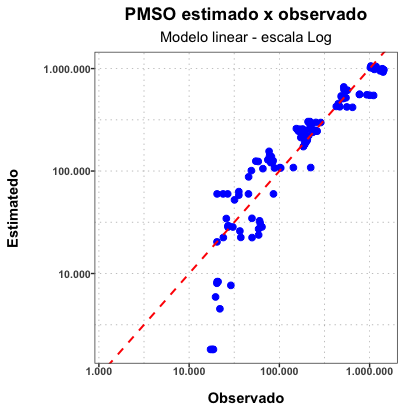 PMSO estimado x observado
Modelo linear - escala Log
Estimatedo
1.000.000
100.000
10.000
1.000
10.000
100.000
1.000.000
Observado